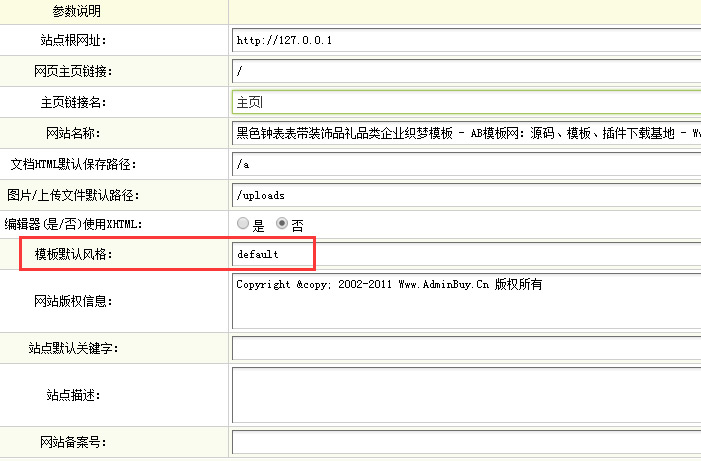 参数说明
站点根网址：
http://127.0.0.1
网页主页链接：
/
主页链接名：
主页
网站名称：
黑色钟表表带装饰品礼品类企业织梦模板 - AB模板网：源码、模板、插件下载基地 - Ww
文档HTML默认保存路径：
/a
图片/上传文件默认路径：
/uploads
编辑器(是/否)使用XHTML：
是 否
模板默认风格：
default
网站版权信息：
Copyright &copy; 2002-2011 Www.AdminBuy.Cn 版权所有
站点默认关键字：
站点描述：
网站备案号：